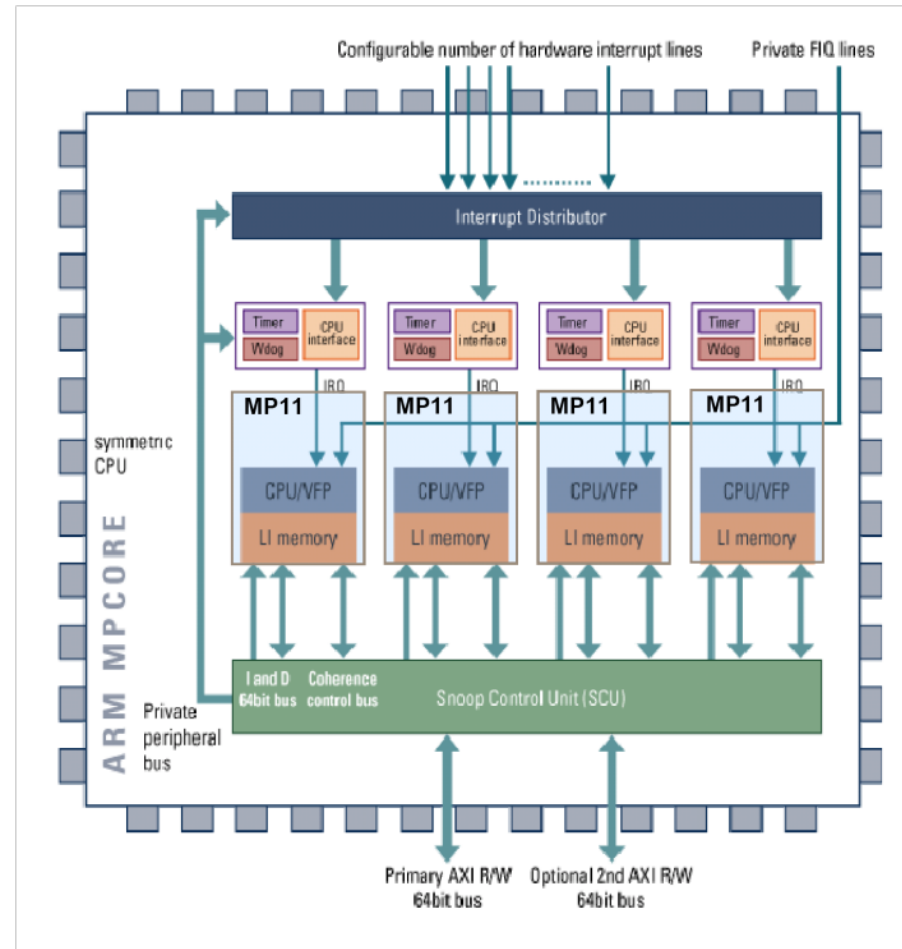 Configurable number of hardware interrupt lines
Private FIQ lines
Interrupt Distributor
Timer
Wdog
CPU
interface
Timer
Wdog
CPU
interface
Timer
Wdog
CPU
interface
Timer
Wdog
CPU
interface
IRQ
IRQ
IRQ
IRQ
MP11
MP11
MP11
MP11
symmetric
CPU
CPU/VFP
CPU/VFP
CPU/VFP
CPU/VFP
LI memory
LI memory
LI memory
LI memory
ARM MPCORE
I and D
64bit bus
Coherence
control bus
Snoop Control Unit (SCU)
Private
peripheral
bus
Primary AXI R/W
64bit bus
Optional 2nd AXI R/W
64bit bus